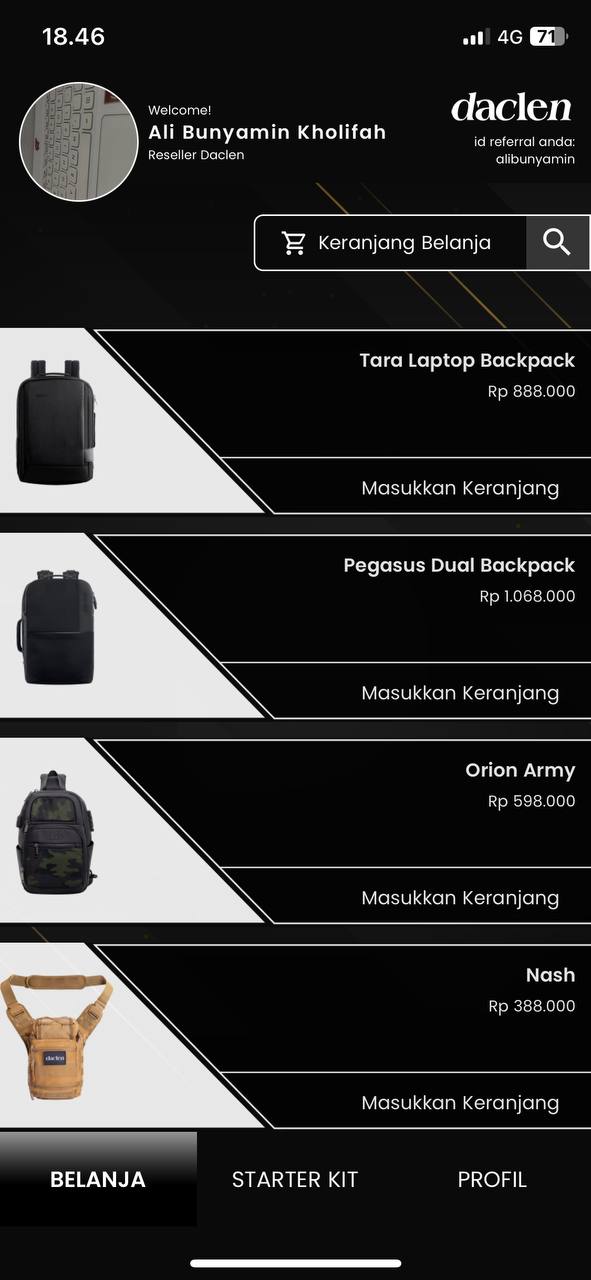 18.46
4G 71
Welcome!
Ali Bunyamin Kholifah
Reseller Daclen
daclen
id referral anda:
alibunyamin
Keranjang Belanja
Tara Laptop Backpack
Rp 888.000
Masukkan Keranjang
Pegasus Dual Backpack
Rp 1.068.000
Masukkan Keranjang
Orion Army
Rp 598.000
Masukkan Keranjang
Nash
Rp 388.000
daclen
Masukkan Keranjang
BELANJA
STARTER KIT
PROFIL